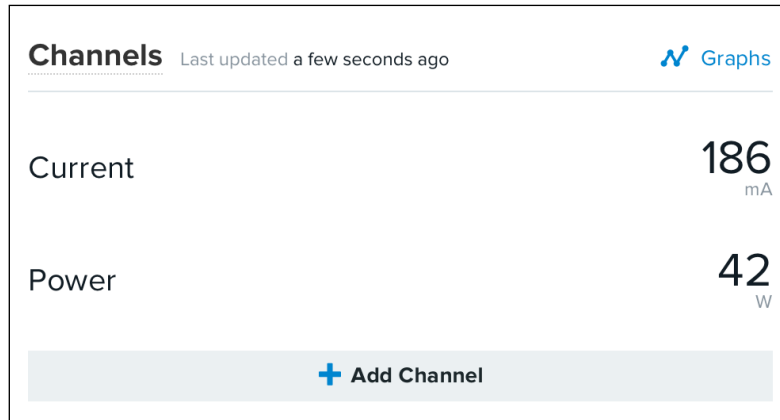 Channels Last updated a few seconds ago Graphs
Current 186 mA
Power 42 W
Add Channel